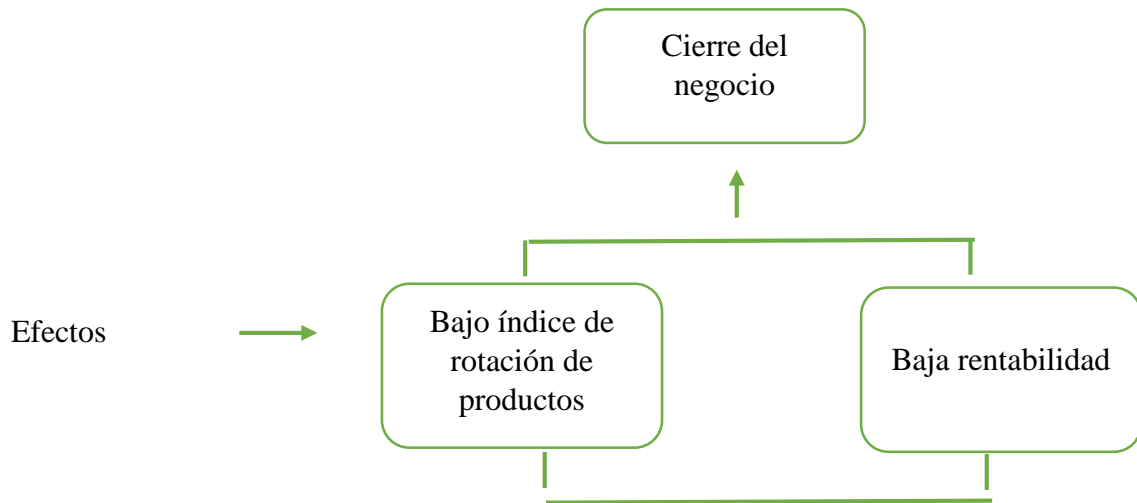 Cierre del
negocio
Efectos
Bajo índice de
rotación de
productos
Baja rentabilidad